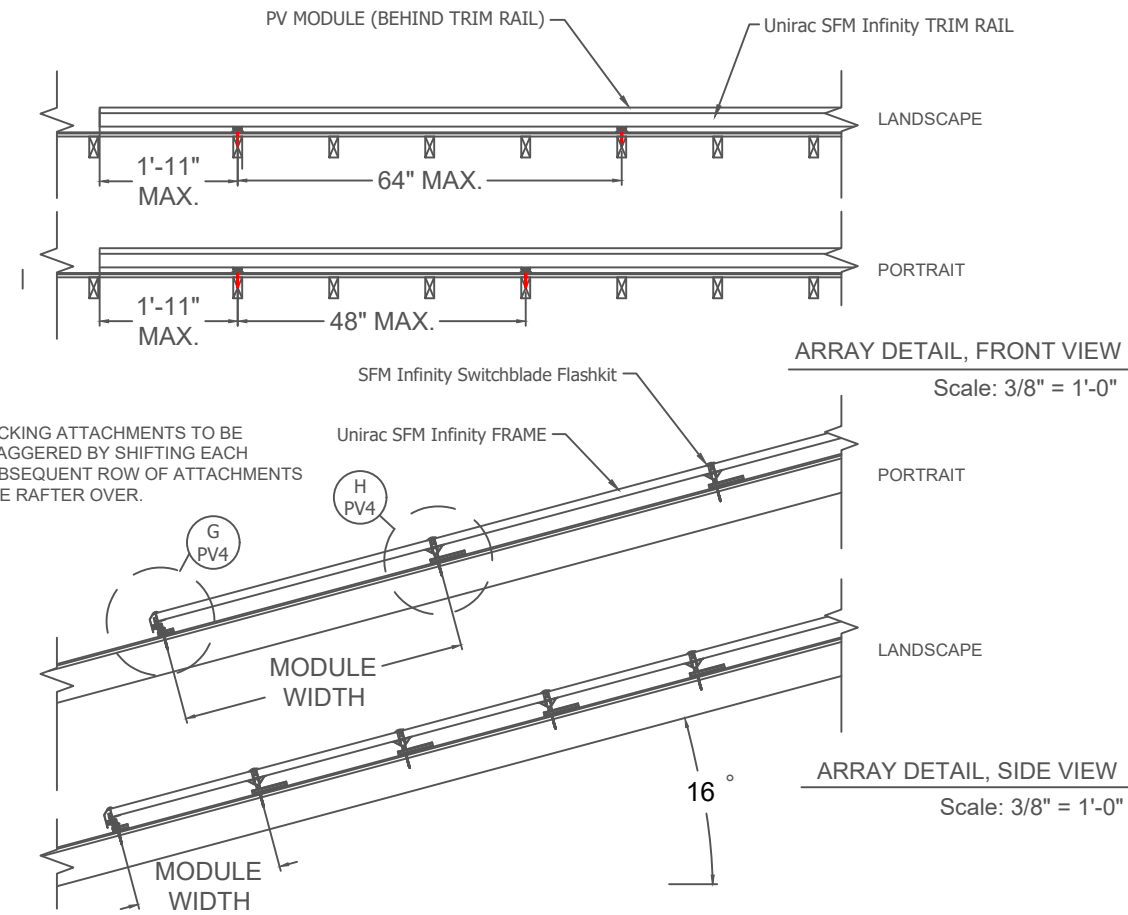 PV MODULE (BEHIND TRIM RAIL)
Unirac SFM Infinity TRIM RAIL
LANDSCAPE
1'-11"
MAX.
64" MAX.
PORTRAIT
1'-11"
MAX.
48" MAX.
ARRAY DETAIL, FRONT VIEW
Scale: 3/8" = 1'-0"
SFM Infinity Switchblade Flashkit
Unirac SFM Infinity FRAME
CKING ATTACHMENTS TO BE
AGGERED BY SHIFTING EACH
BSEQUENT ROW OF ATTACHMENTS
E RAFTER OVER.
PORTRAIT
H
PV4
G
PV4
MODULE
WIDTH
LANDSCAPE
16 °
ARRAY DETAIL, SIDE VIEW
Scale: 3/8" = 1'-0"
MODULE
WIDTH